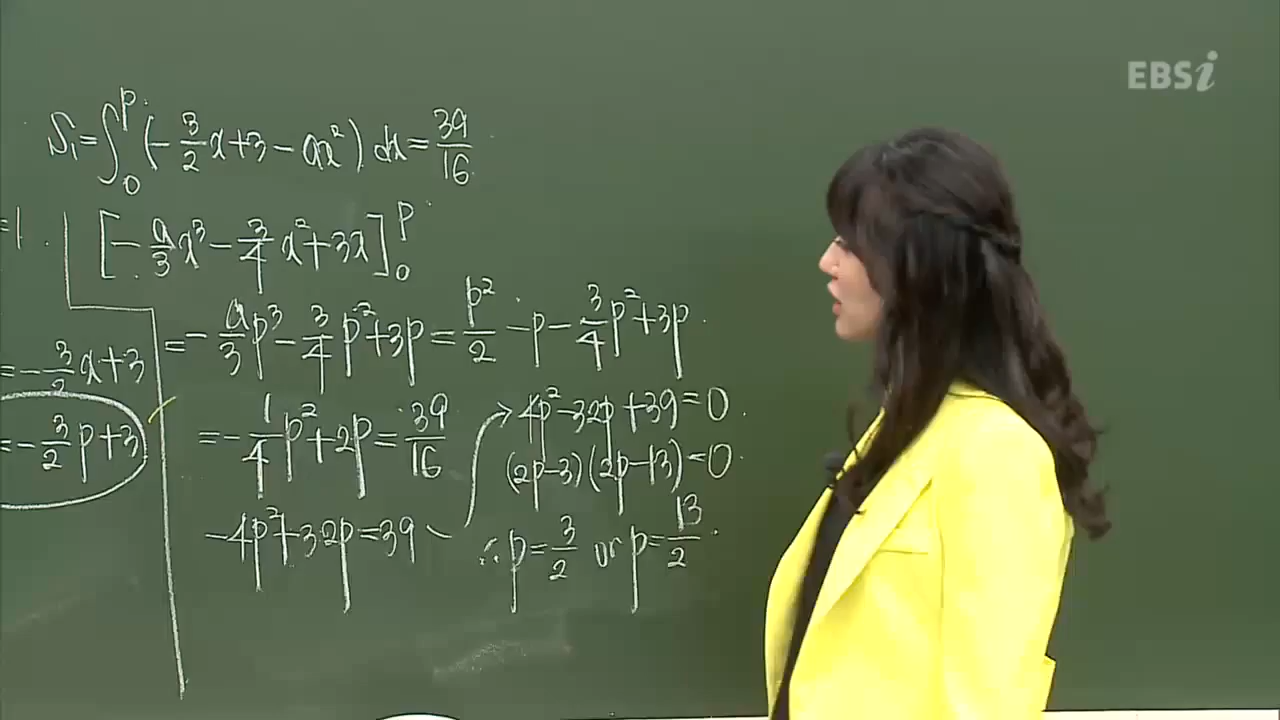 EBSi
S₁=∫₀ᵖ(-3/2x+3-ax²)dx=39/16
=1.
[-a/3x³-3/4x²+3x]₀ᵖ
=-a/3p³-3/4p²+3p=p²/2-p-3/4p²+3p.
=-3/2x+3
=-3/2p+3
=-1/4p²+2p=39/16
-4p²+32p=39
→4p²-32p+39=0.
(2p-3)(2p-13)=0.
∴p=3/2 or p=13/2.